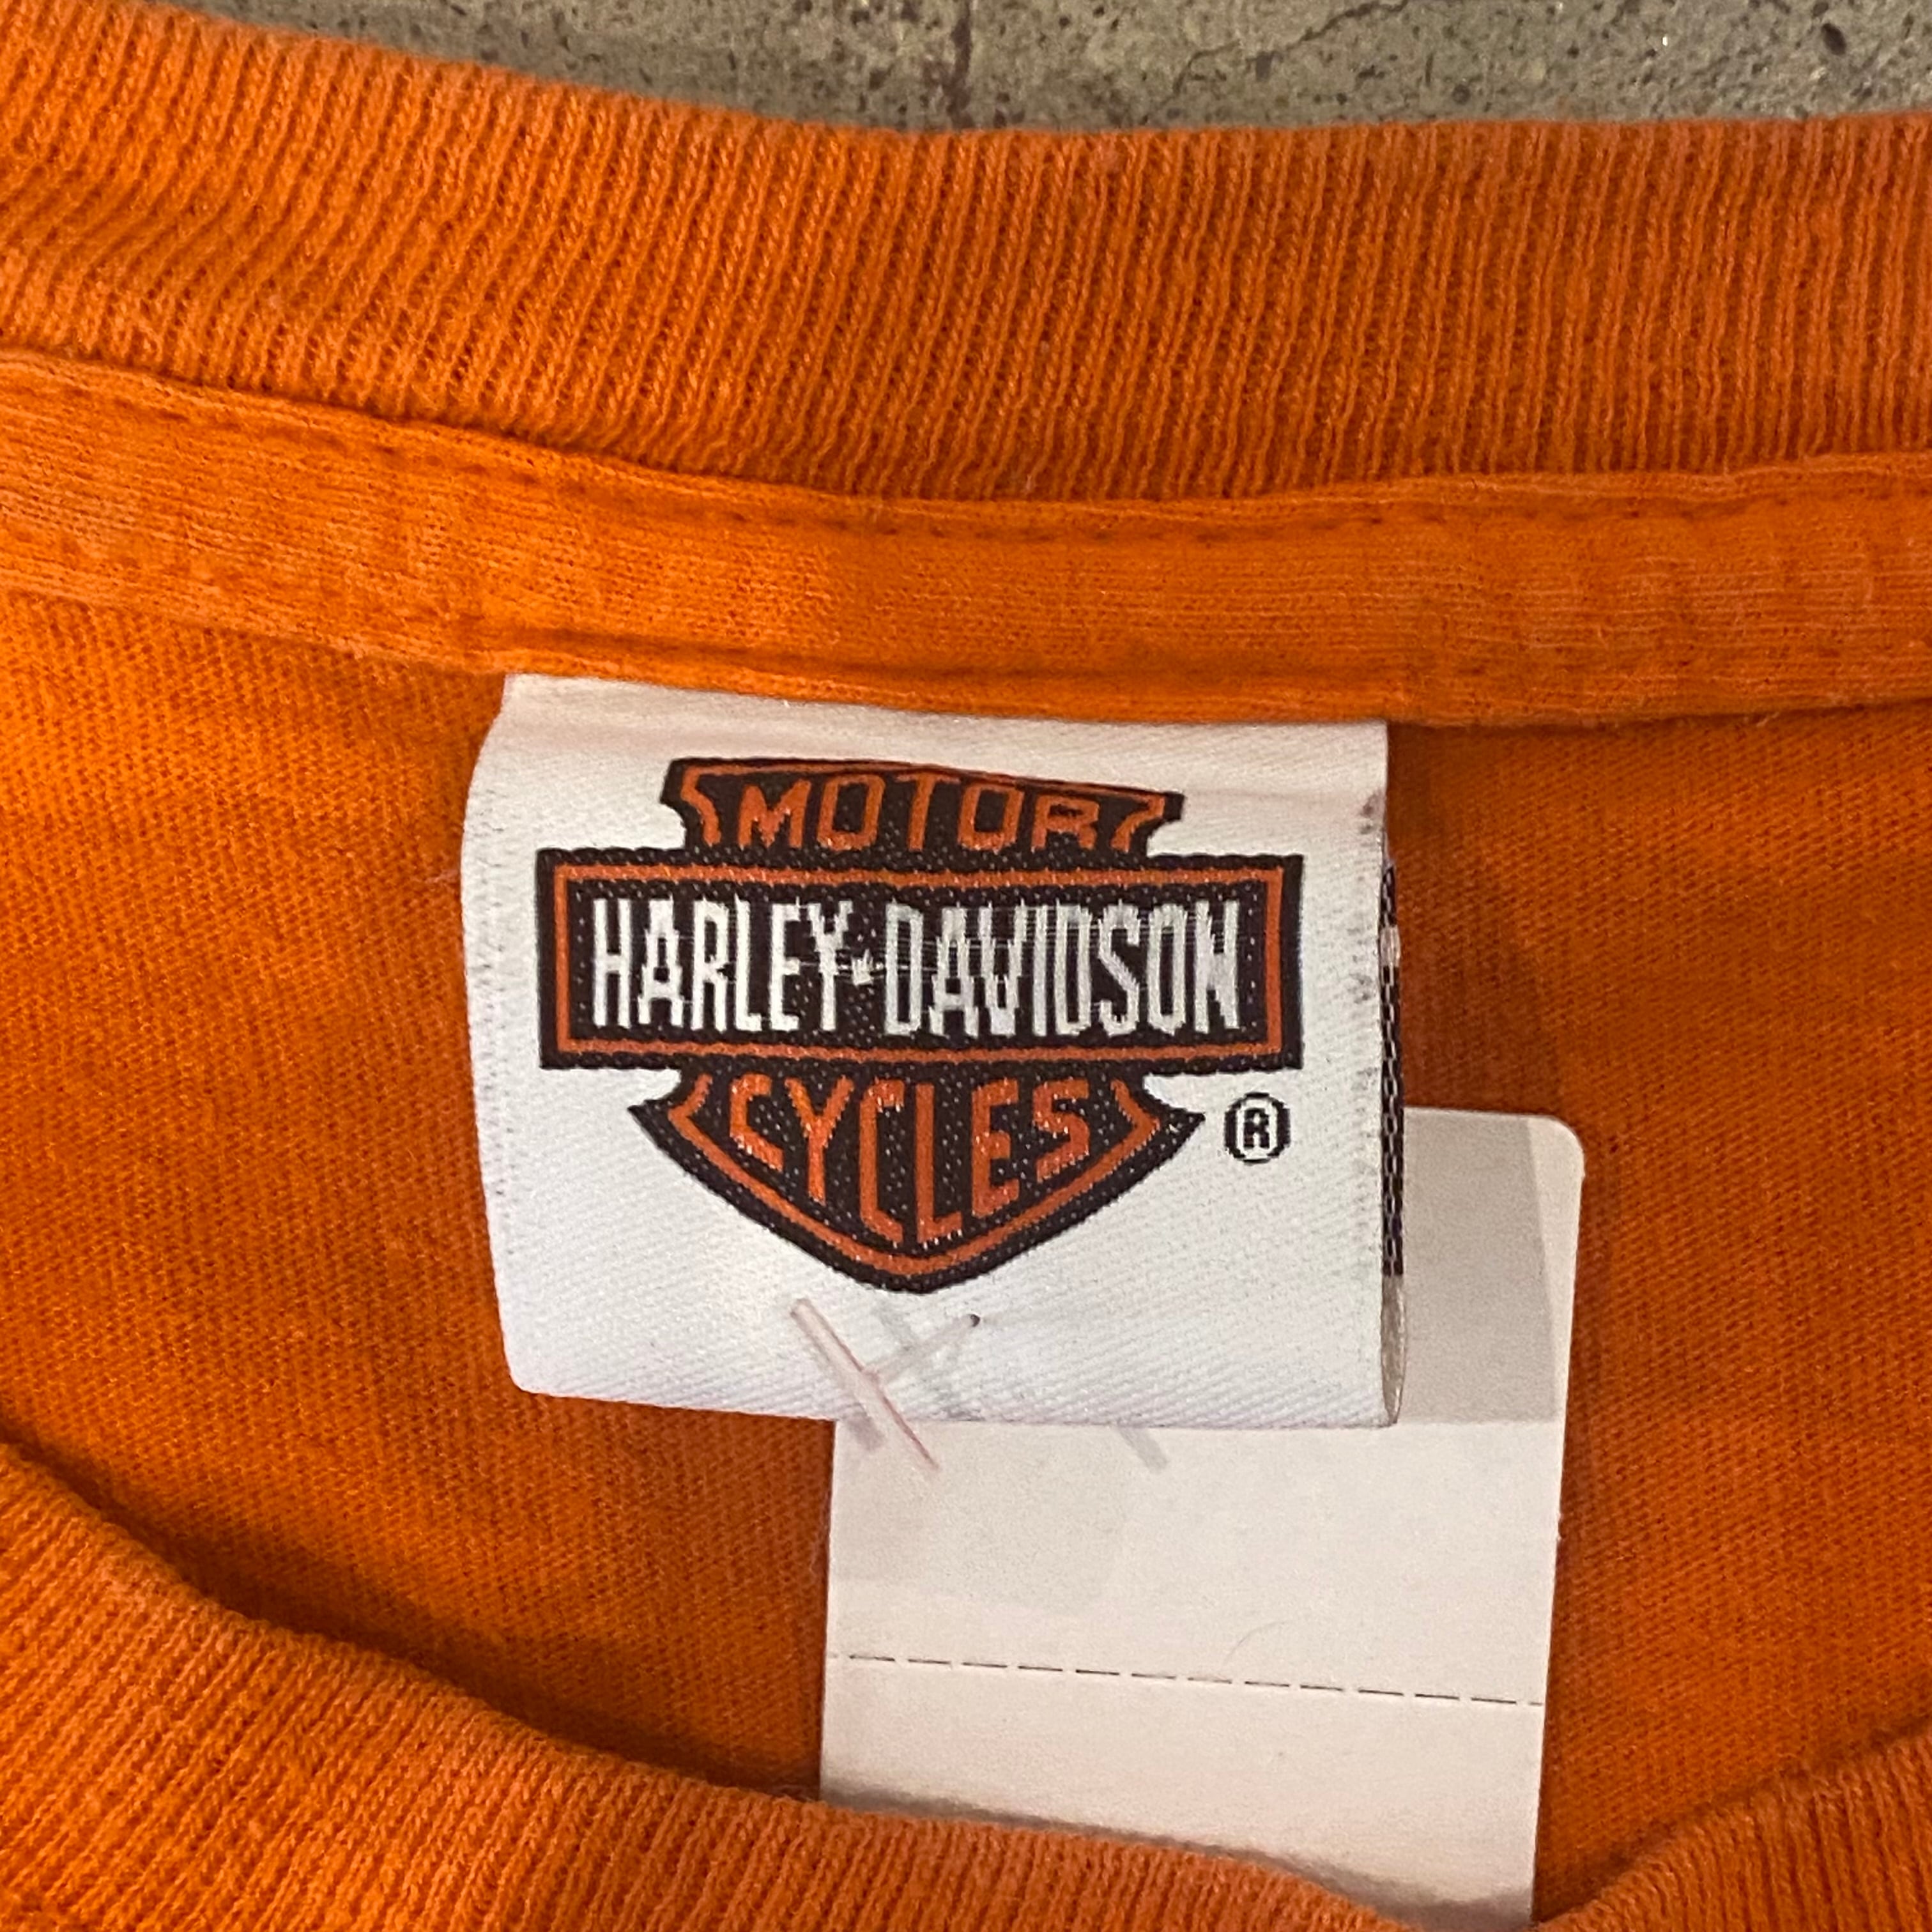 MOTOR
HARLEY-DAVIDSON
CYCLES
®